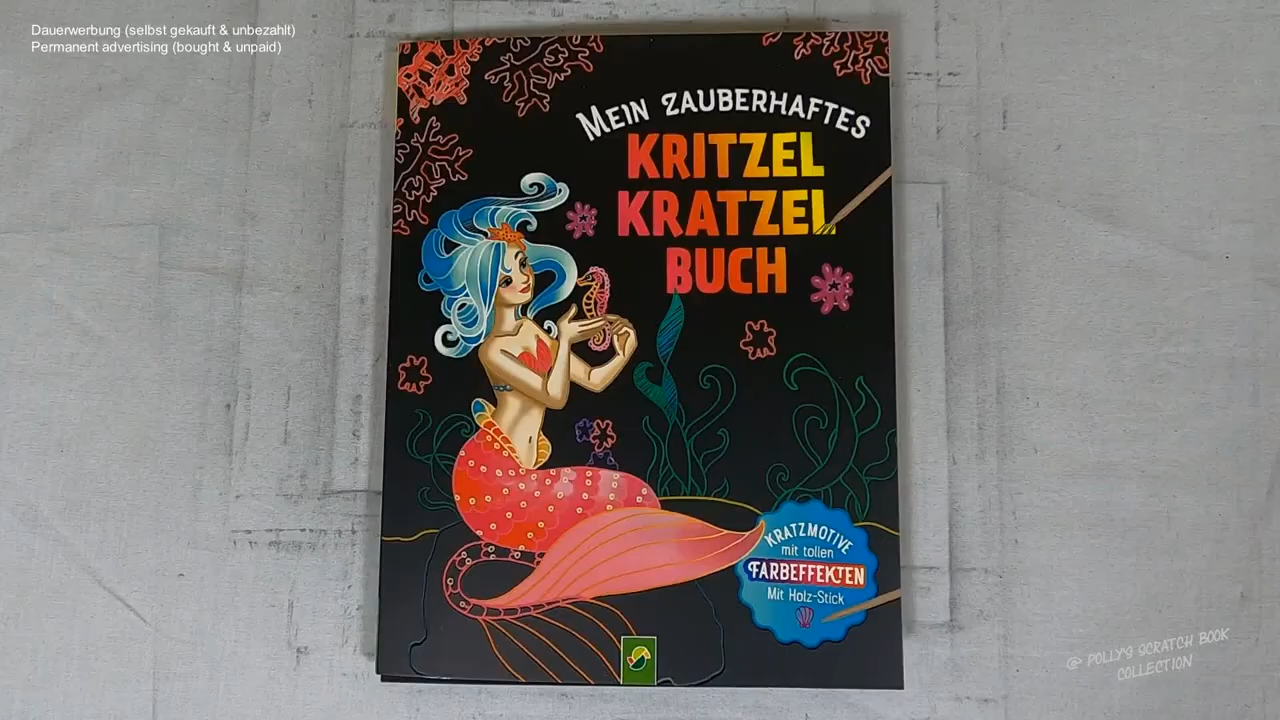 Dauerwerbung (selbst gekauft & unbezahlt)
Permanent advertising (bought & unpaid)
MEIN ZAUBERHAFTES
KRITZEL
KRATZEL
BUCH
KRATZMOTIVE
mit tollen
FARBEFFEKTEN
Mit Holz-Stick
@ POLLY'S SCRATCH BOOK
COLLECTION